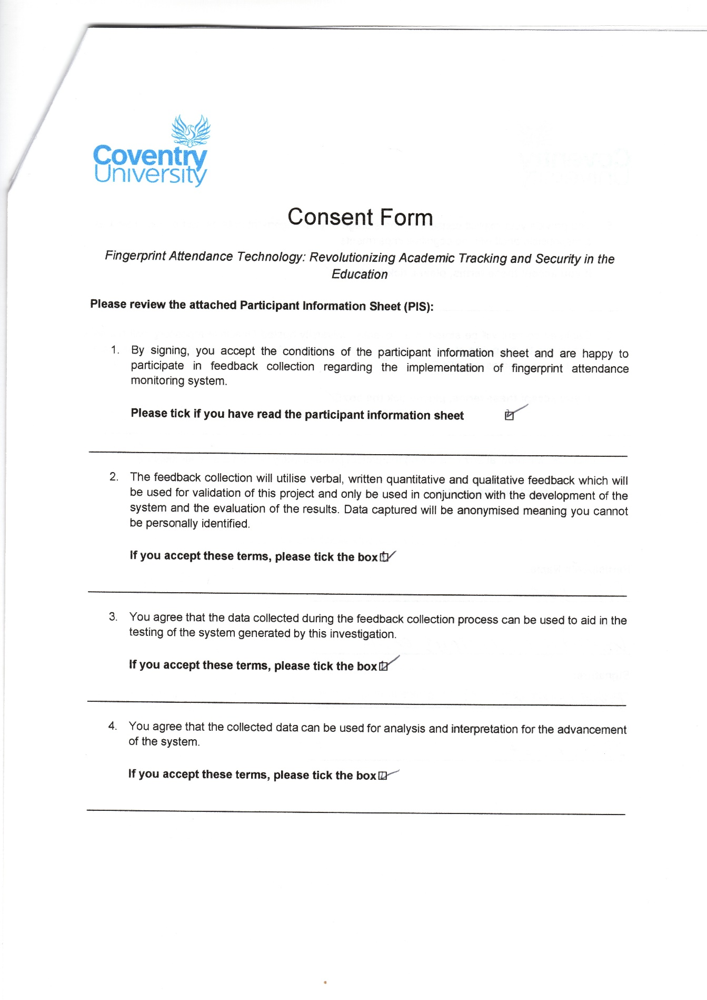 Coventry
University
Consent Form
Fingerprint Attendance Technology: Revolutionizing Academic Tracking and Security in the
Education
Please review the attached Participant Information Sheet (PIS):
1. By signing, you accept the conditions of the participant information sheet and are happy to
participate in feedback collection regarding the implementation of fingerprint attendance
monitoring system.
Please tick if you have read the participant information sheet ☑
2. The feedback collection will utilise verbal, written quantitative and qualitative feedback which will
be used for validation of this project and only be used in conjunction with the development of the
system and the evaluation of the results. Data captured will be anonymised meaning you cannot
be personally identified.
If you accept these terms, please tick the box ☑
3. You agree that the data collected during the feedback collection process can be used to aid in the
testing of the system generated by this investigation.
If you accept these terms, please tick the box ☑
4. You agree that the collected data can be used for analysis and interpretation for the advancement
of the system.
If you accept these terms, please tick the box ☑